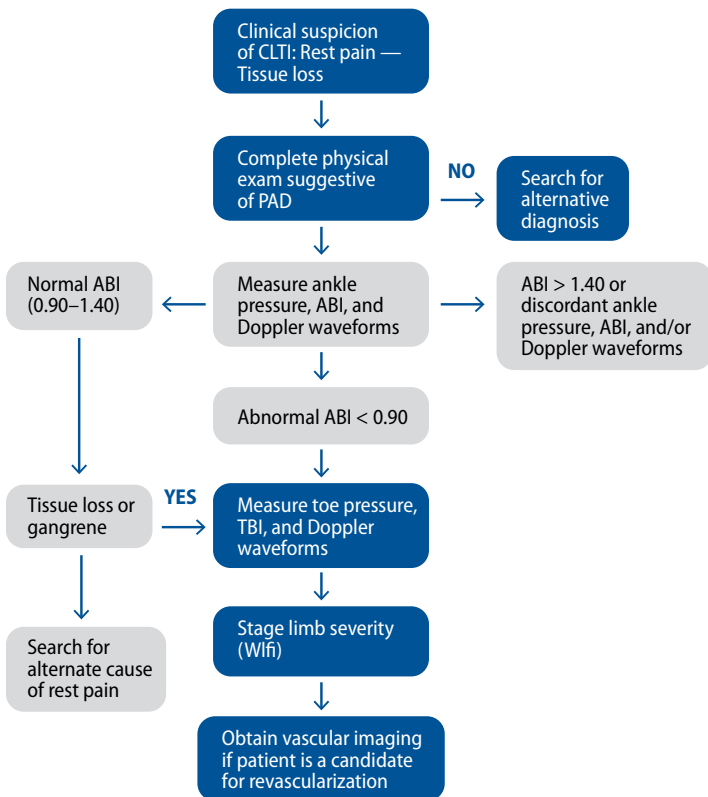 Clinical suspicion
of CLTI: Rest pain —
Tissue loss
Complete physical
exam suggestive
of PAD
NO
Search for
alternative
diagnosis
Normal ABI
(0.90–1.40)
Measure ankle
pressure, ABI, and
Doppler waveforms
ABI > 1.40 or
discordant ankle
pressure, ABI, and/or
Doppler waveforms
Abnormal ABI < 0.90
Tissue loss or
gangrene
YES
Measure toe pressure,
TBI, and Doppler
waveforms
Search for
alternate cause
of rest pain
Stage limb severity
(WIfi)
Obtain vascular imaging
if patient is a candidate
for revascularization